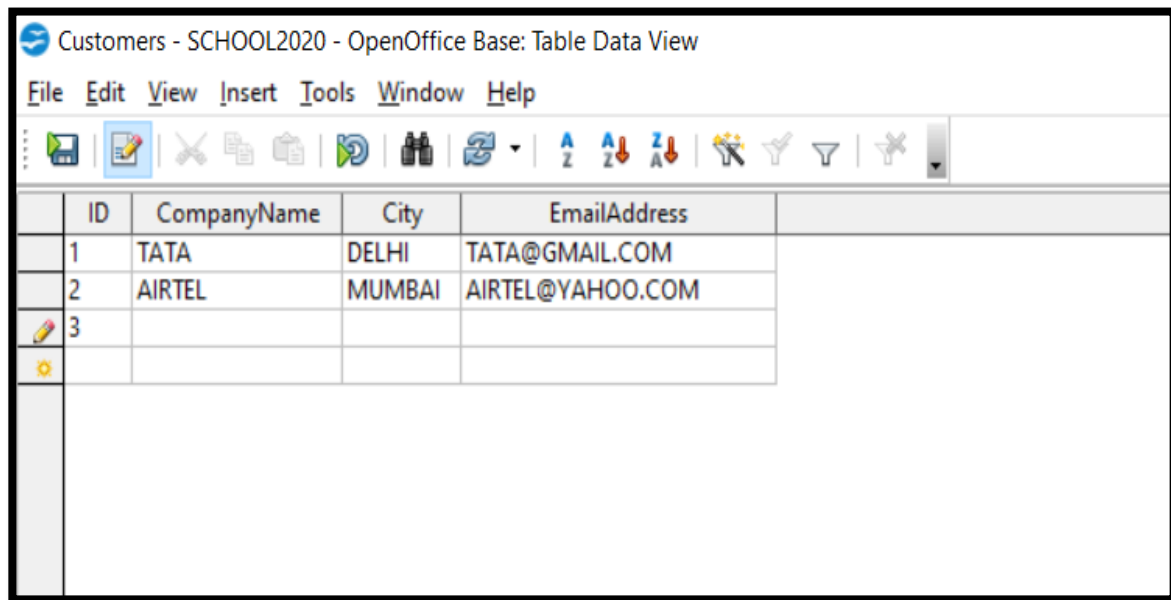 Customers - SCHOOL2020 - OpenOffice Base: Table Data View
File Edit View Insert Tools Window Help
ID CompanyName City EmailAddress
1 TATA DELHI TATA@GMAIL.COM
2 AIRTEL MUMBAI AIRTEL@YAHOO.COM
3